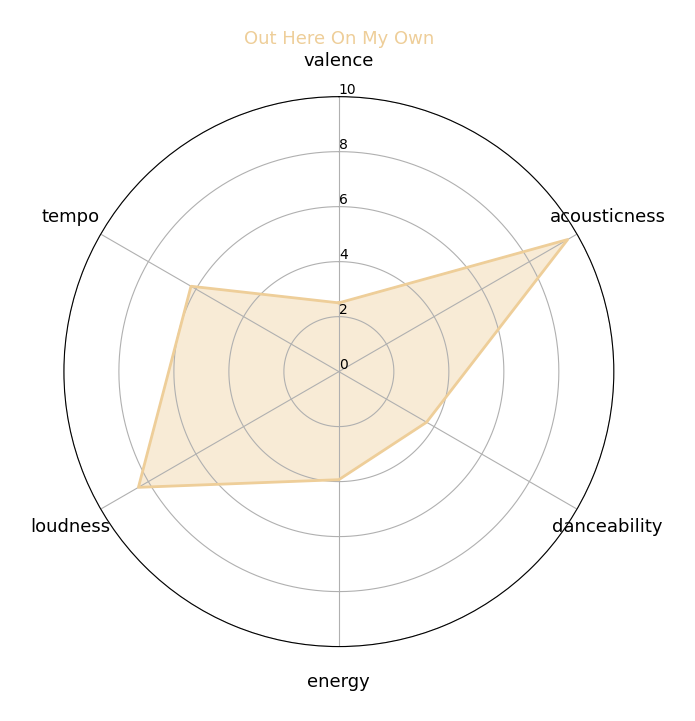 Out Here On My Own
valence
10
8
6
4
2
0
tempo
acousticness
loudness
danceability
energy